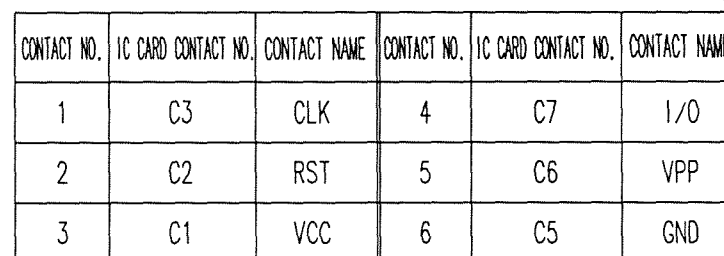 CONTACT NO. IC CARD CONTACT NO. CONTACT NAME CONTACT NO. IC CARD CONTACT NO. CONTACT NAME
1 C3 CLK 4 C7 I/O
2 C2 RST 5 C6 VPP
3 C1 VCC 6 C5 GND